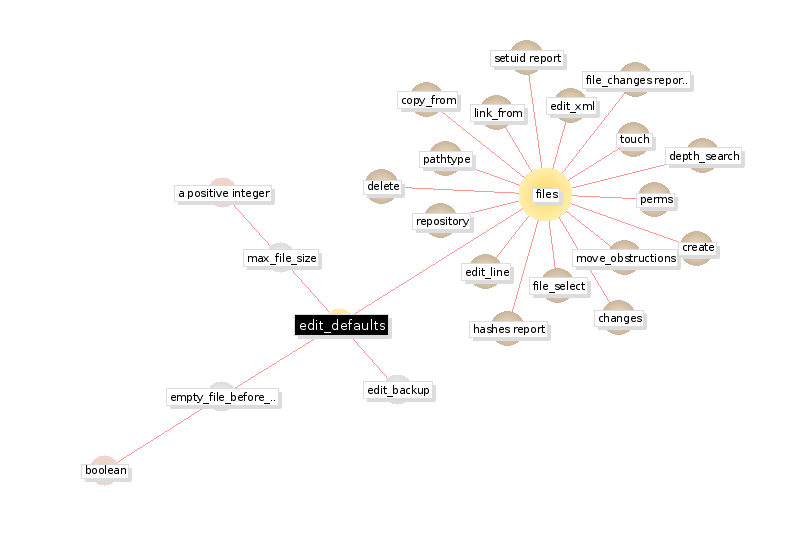 setuid report
file_changes repor..
copy_from
edit_xml
link_from
touch
depth_search
pathtype
delete
a positive integer
files
perms
repository
create
max_file_size
move_obstructions
edit_line
file_select
changes
edit_defaults
hashes report
edit_backup
empty_file_before_..
boolean